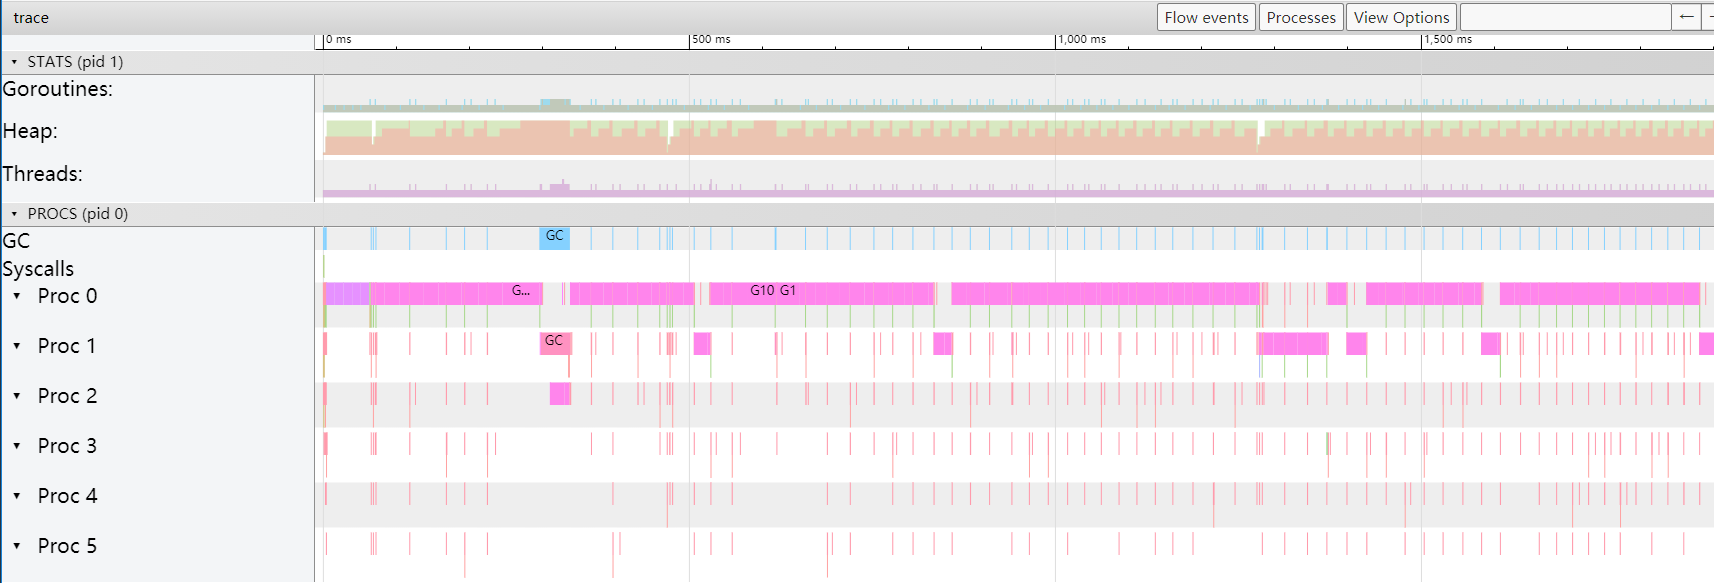 trace
Flow events Processes View Options ←
0 ms 500 ms 1,000 ms 1,500 ms
▾ STATS (pid 1)
Goroutines:
Heap:
Threads:
▾ PROCS (pid 0)
GC GC
Syscalls
▾ Proc 0 G... G10 G1
▾ Proc 1 GC
▾ Proc 2
▾ Proc 3
▾ Proc 4
▾ Proc 5